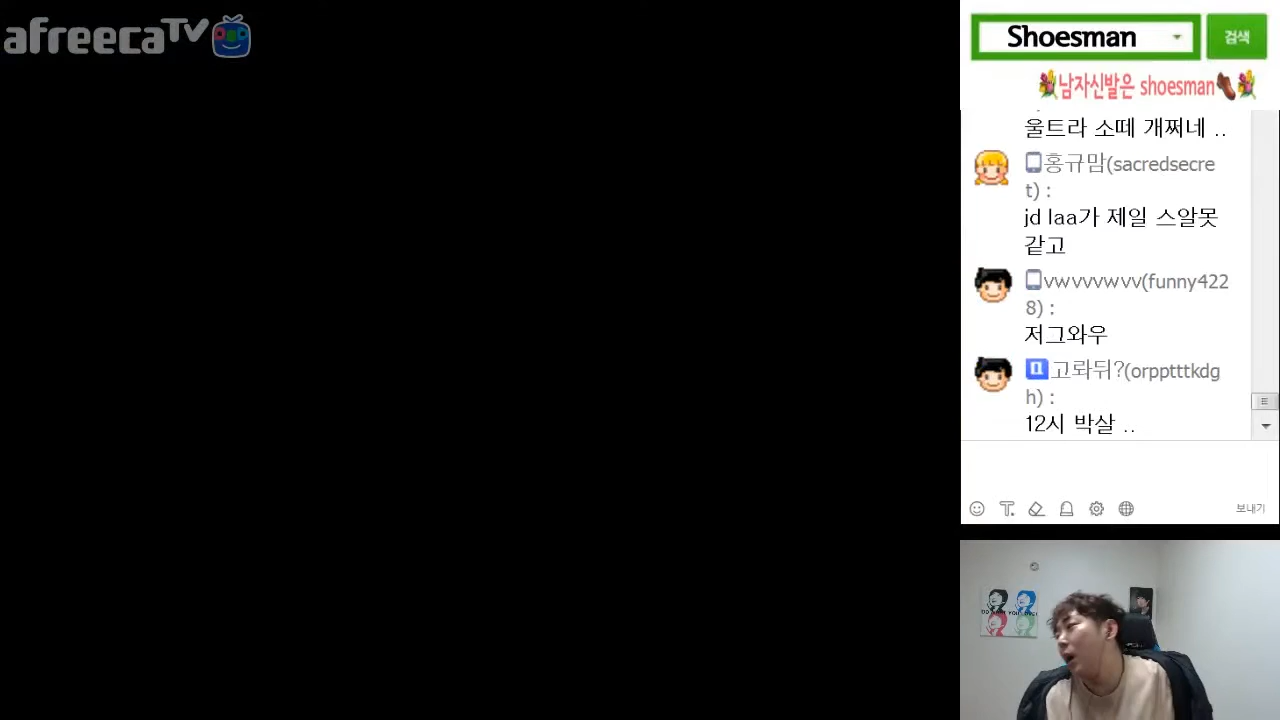 afreecaTV
Shoesman
검색
남자신발은 shoesman
울트라 소떼 개쩌네 ..
홍규맘(sacredsecre
t) :
jd laa가 제일 스알못
같고
vwvvvwvv(funny422
8) :
저그와우
고롸뒤?(orppttt​kdg
h) :
12시 박살 ..
보내기